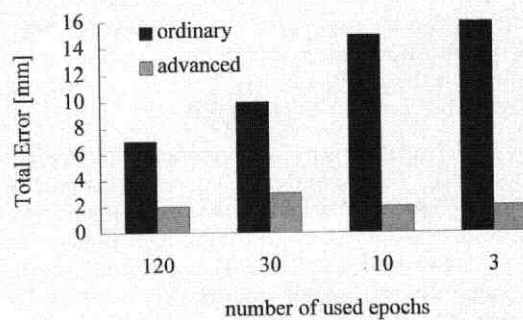 16
14
12
10
8
6
4
2
0
Total Error [mm]
ordinary
advanced
120 30 10 3
number of used epochs